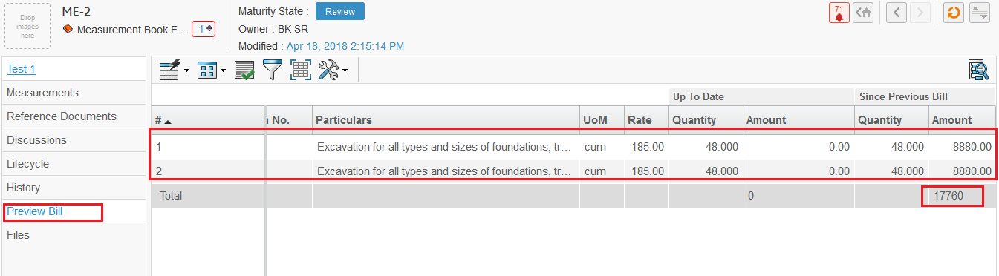 Drop
images
here
ME-2
Measurement Book E... 1
Maturity State : Review
Owner : BK SR
Modified : Apr 18, 2018 2:15:14 PM
71
Test 1
Measurements
Reference Documents
Discussions
Lifecycle
History
Preview Bill
Files
Up To Date Since Previous Bill
# No. Particulars UoM Rate Quantity Amount Quantity Amount
1 Excavation for all types and sizes of foundations, tr... cum 185.00 48.000 0.00 48.000 8880.00
2 Excavation for all types and sizes of foundations, tr... cum 185.00 48.000 0.00 48.000 8880.00
Total 0 17760